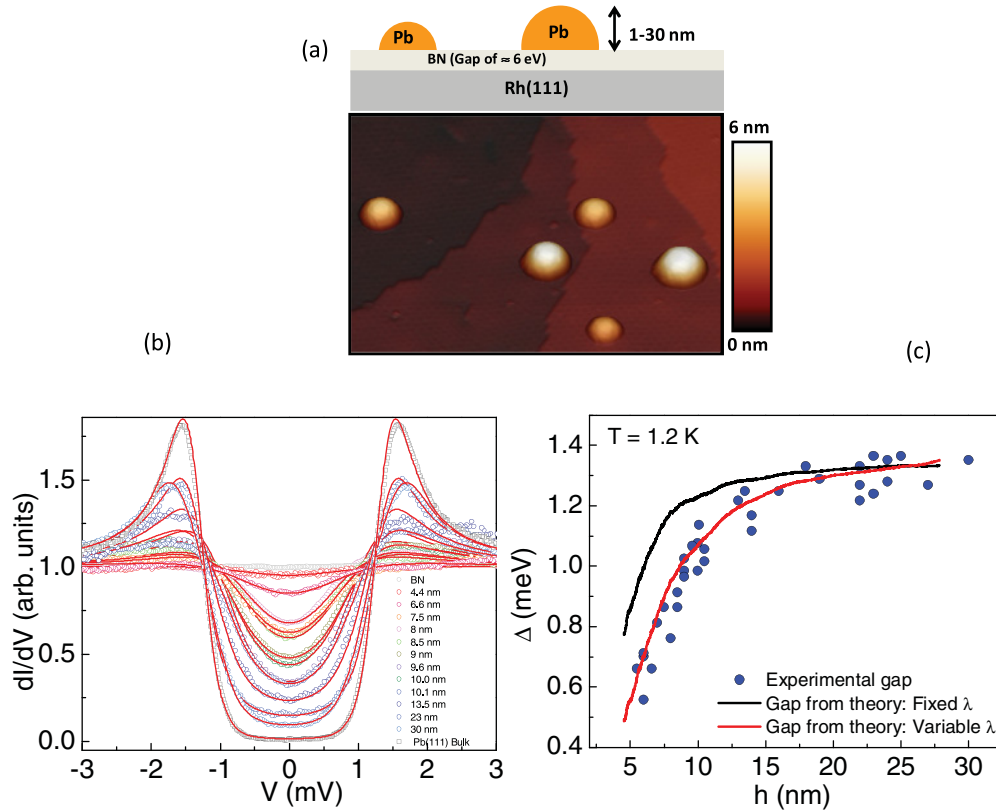 (a)
Pb
Pb
1-30 nm
BN (Gap of ≈ 6 eV)
Rh(111)
6 nm
0 nm
(b)
(c)
dI/dV (arb. units)
1.5
1.0
0.5
0.0
BN
4.4 nm
6.6 nm
7.5 nm
8 nm
8.5 nm
9 nm
9.6 nm
10.0 nm
10.1 nm
13.5 nm
23 nm
30 nm
Pb(111) Bulk
-3 -2 -1 0 1 2 3
V (mV)
T = 1.2 K
Δ (meV)
1.4
1.2
1.0
0.8
0.6
0.4
Experimental gap
Gap from theory: Fixed λ
Gap from theory: Variable λ
5 10 15 20 25 30
h (nm)